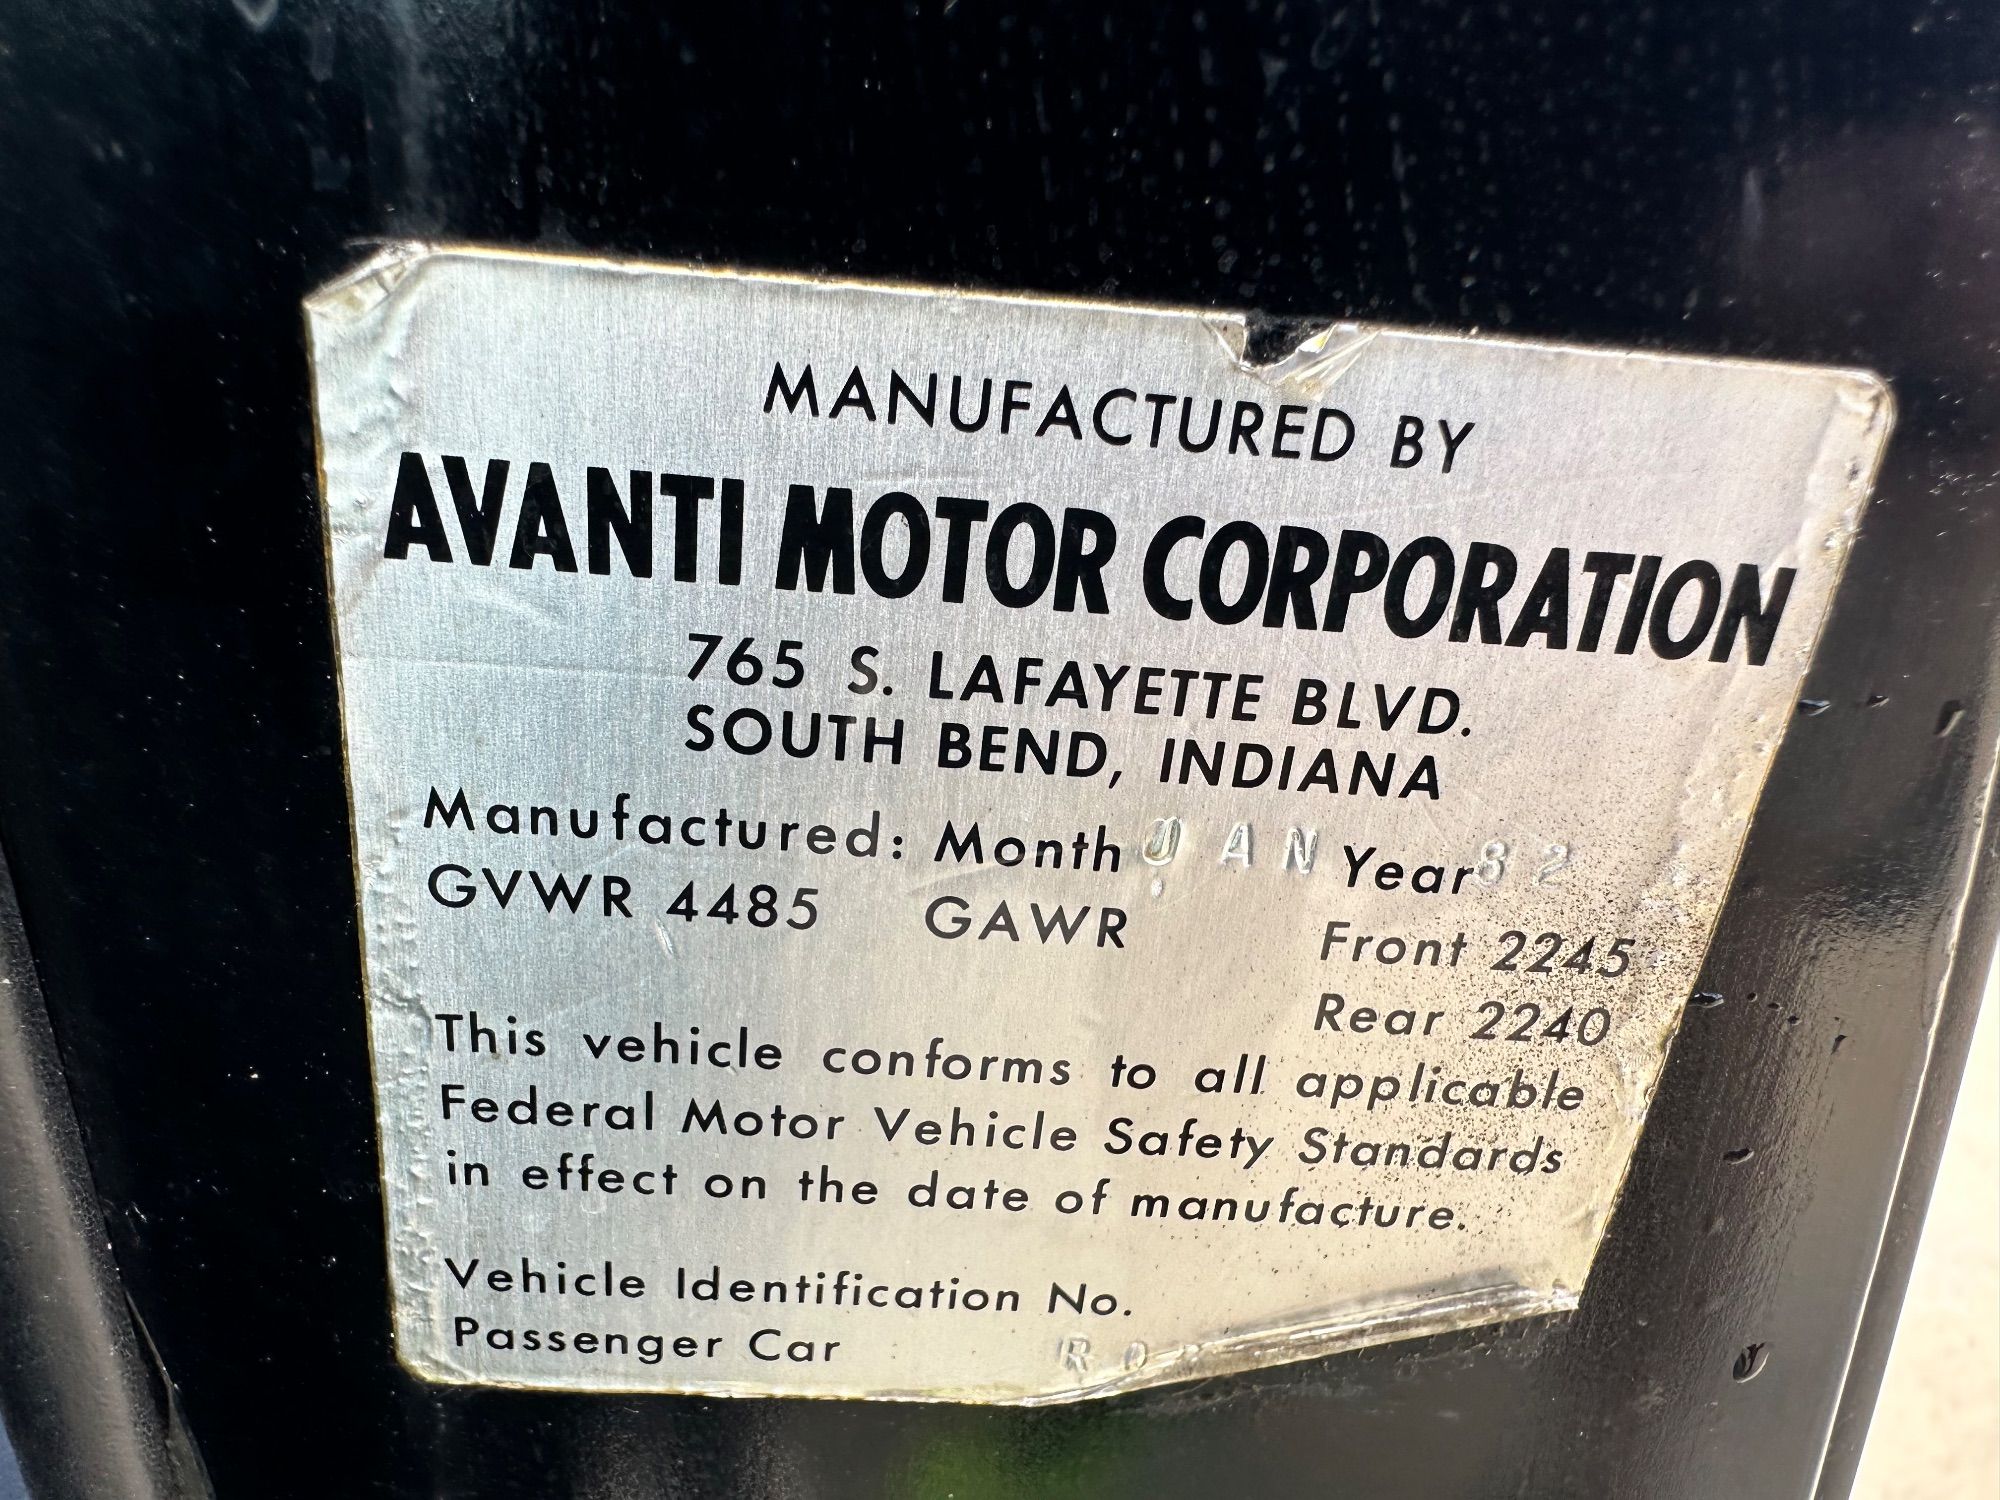 MANUFACTURED BY
AVANTI MOTOR CORPORATION
765 S. LAFAYETTE BLVD.
SOUTH BEND, INDIANA
Manufactured: Month JAN Year 82
GVWR 4485 GAWR Front 2245
Rear 2240
This vehicle conforms to all applicable
Federal Motor Vehicle Safety Standards
in effect on the date of manufacture.
Vehicle Identification No.
Passenger Car